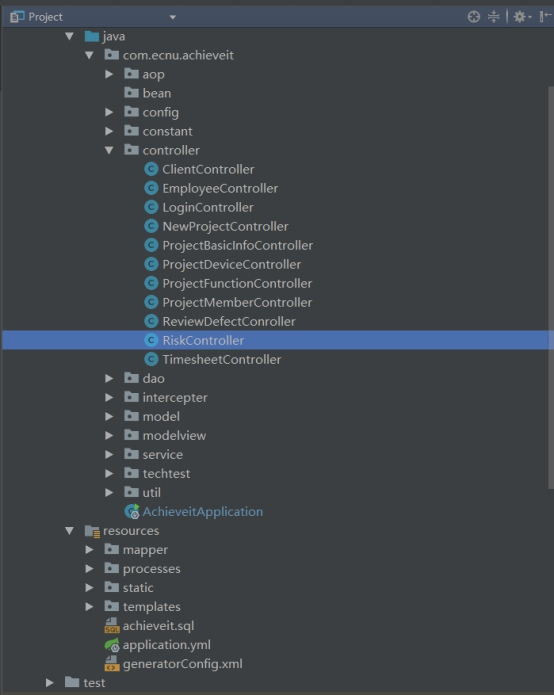 Project
java
com.ecnu.achieveit
aop
bean
config
constant
controller
ClientController
EmployeeController
LoginController
NewProjectController
ProjectBasicInfoController
ProjectDeviceController
ProjectFunctionController
ProjectMemberController
ReviewDefectConroller
RiskController
TimesheetController
dao
intercepter
model
modelview
service
techtest
util
AchieveitApplication
resources
mapper
processes
static
templates
achieveit.sql
application.yml
generatorConfig.xml
test